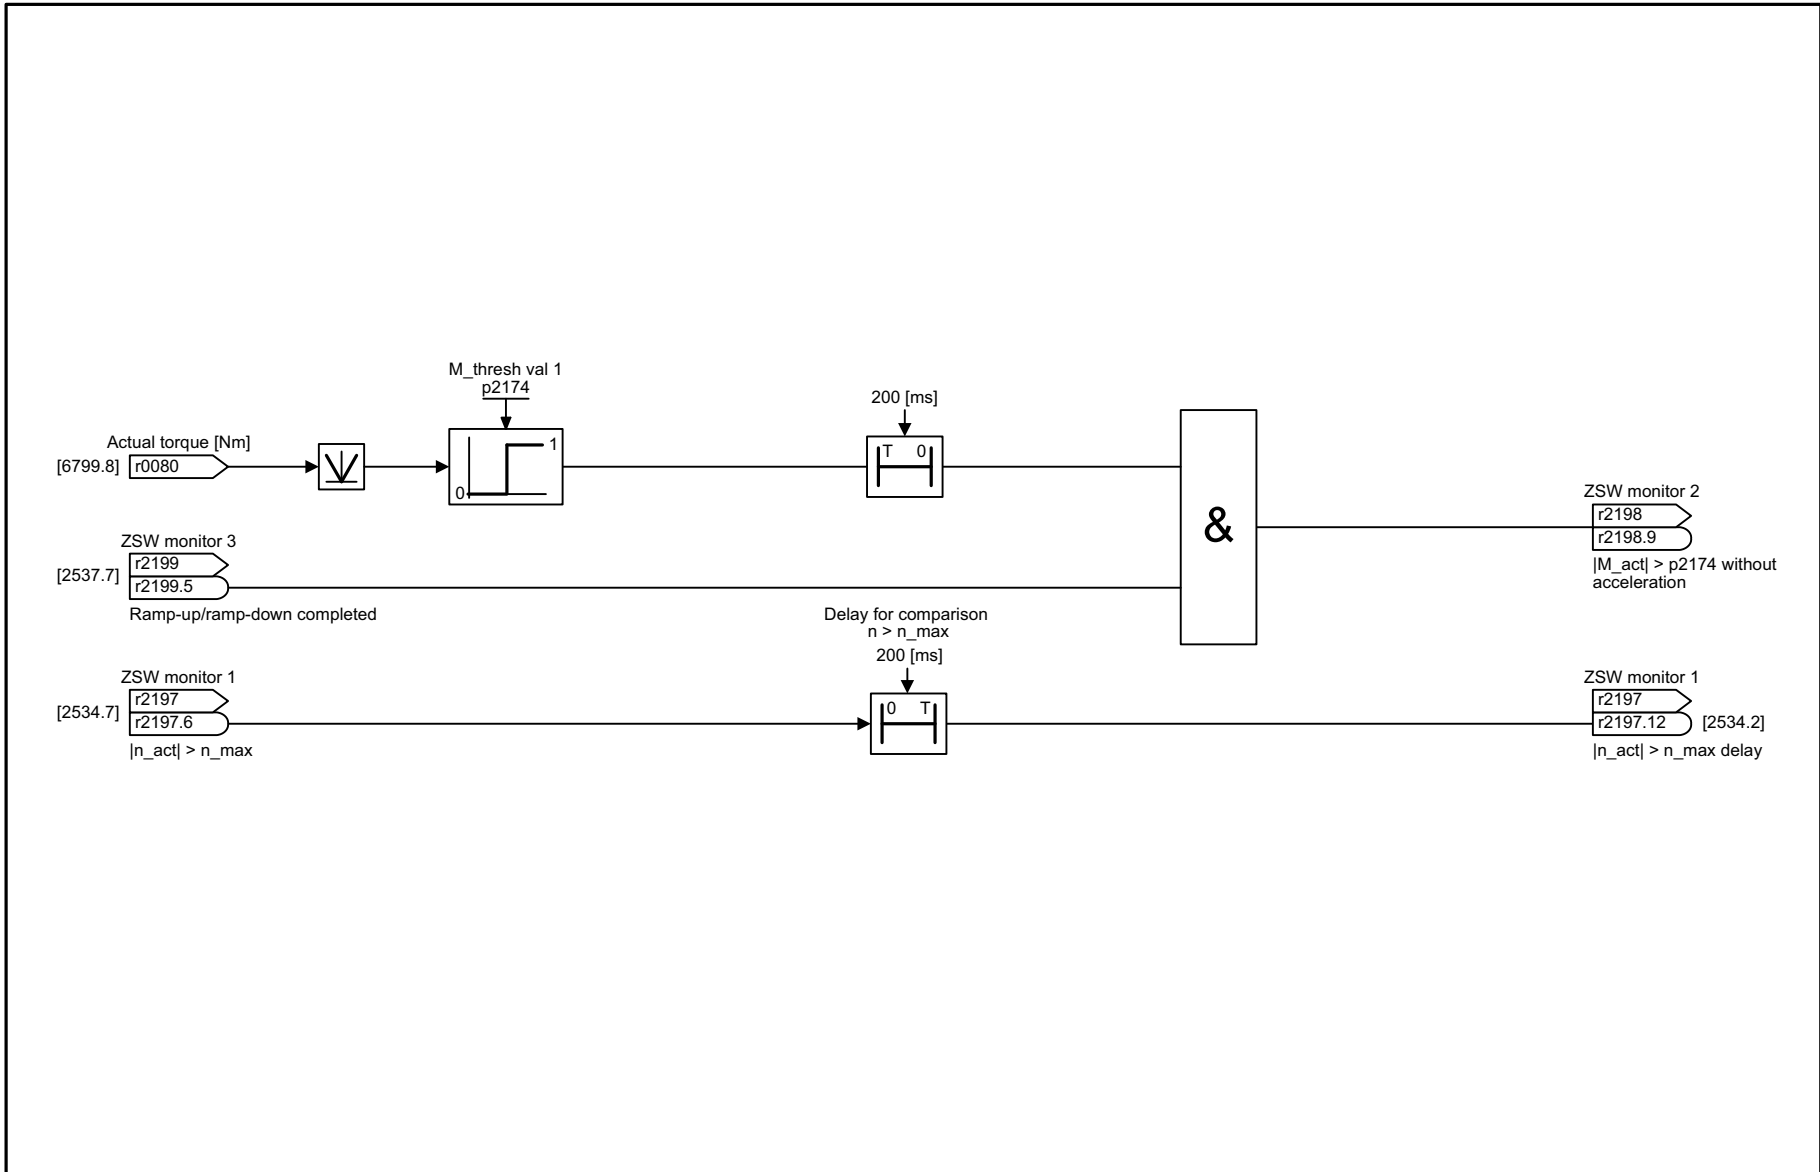 M_thresh val 1
p2174
200 [ms]
Actual torque [Nm]
[6799.8] r0080
0 1
T 0
&
ZSW monitor 3
r2199
[2537.7]
r2199.5
Ramp-up/ramp-down completed
ZSW monitor 2
r2198
r2198.9
|M_act| > p2174 without
acceleration
Delay for comparison
n > n_max
200 [ms]
ZSW monitor 1
r2197
[2534.7]
r2197.6
|n_act| > n_max
0 T
ZSW monitor 1
r2197
r2197.12 [2534.2]
|n_act| > n_max delay